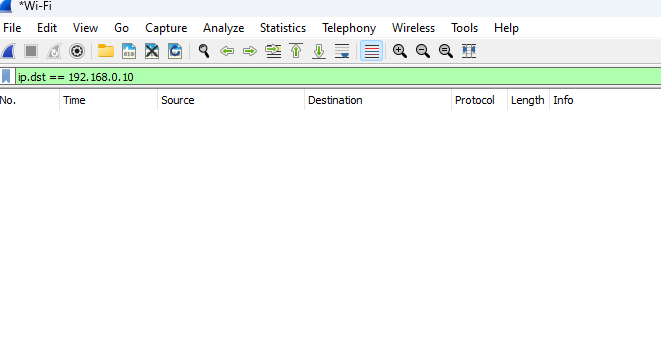 *Wi-Fi
File Edit View Go Capture Analyze Statistics Telephony Wireless Tools Help
ip.dst == 192.168.0.10
No. Time Source Destination Protocol Length Info